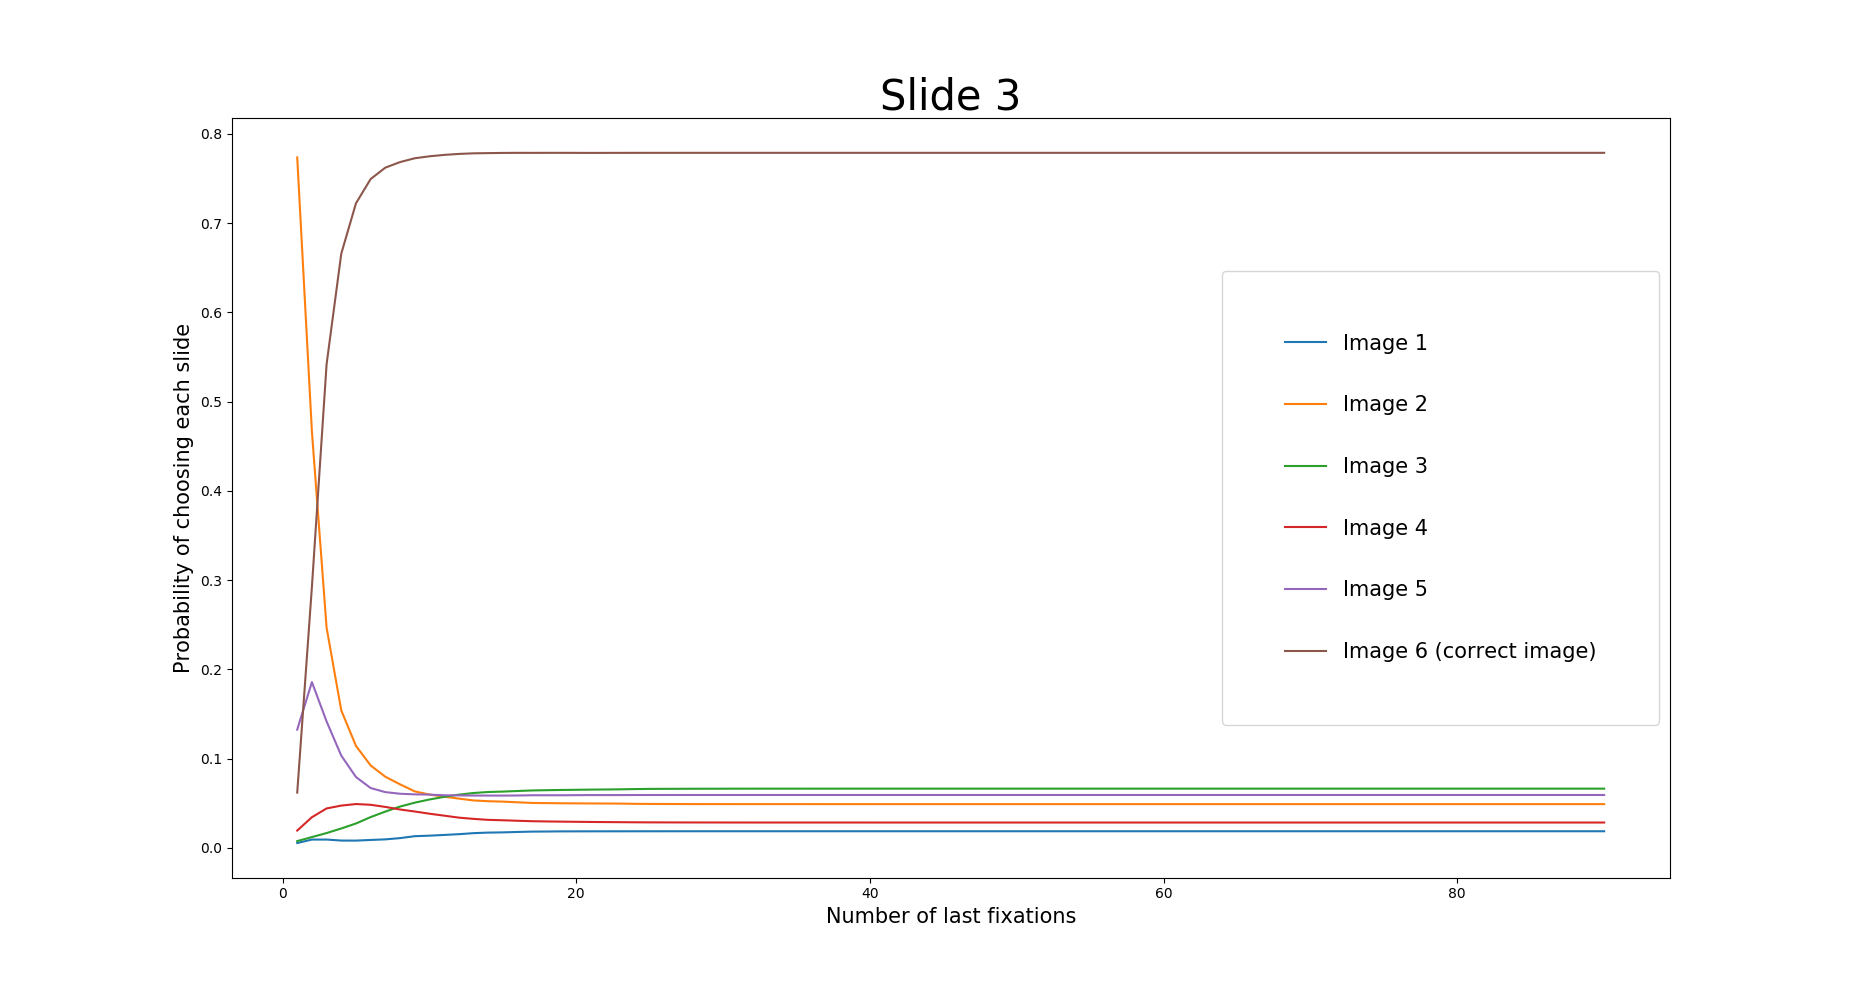 Slide 3
0.8
0.7
0.6
0.5
0.4
0.3
0.2
0.1
0.0
Probability of choosing each slide
Image 1
Image 2
Image 3
Image 4
Image 5
Image 6 (correct image)
0 20 40 60 80
Number of last fixations